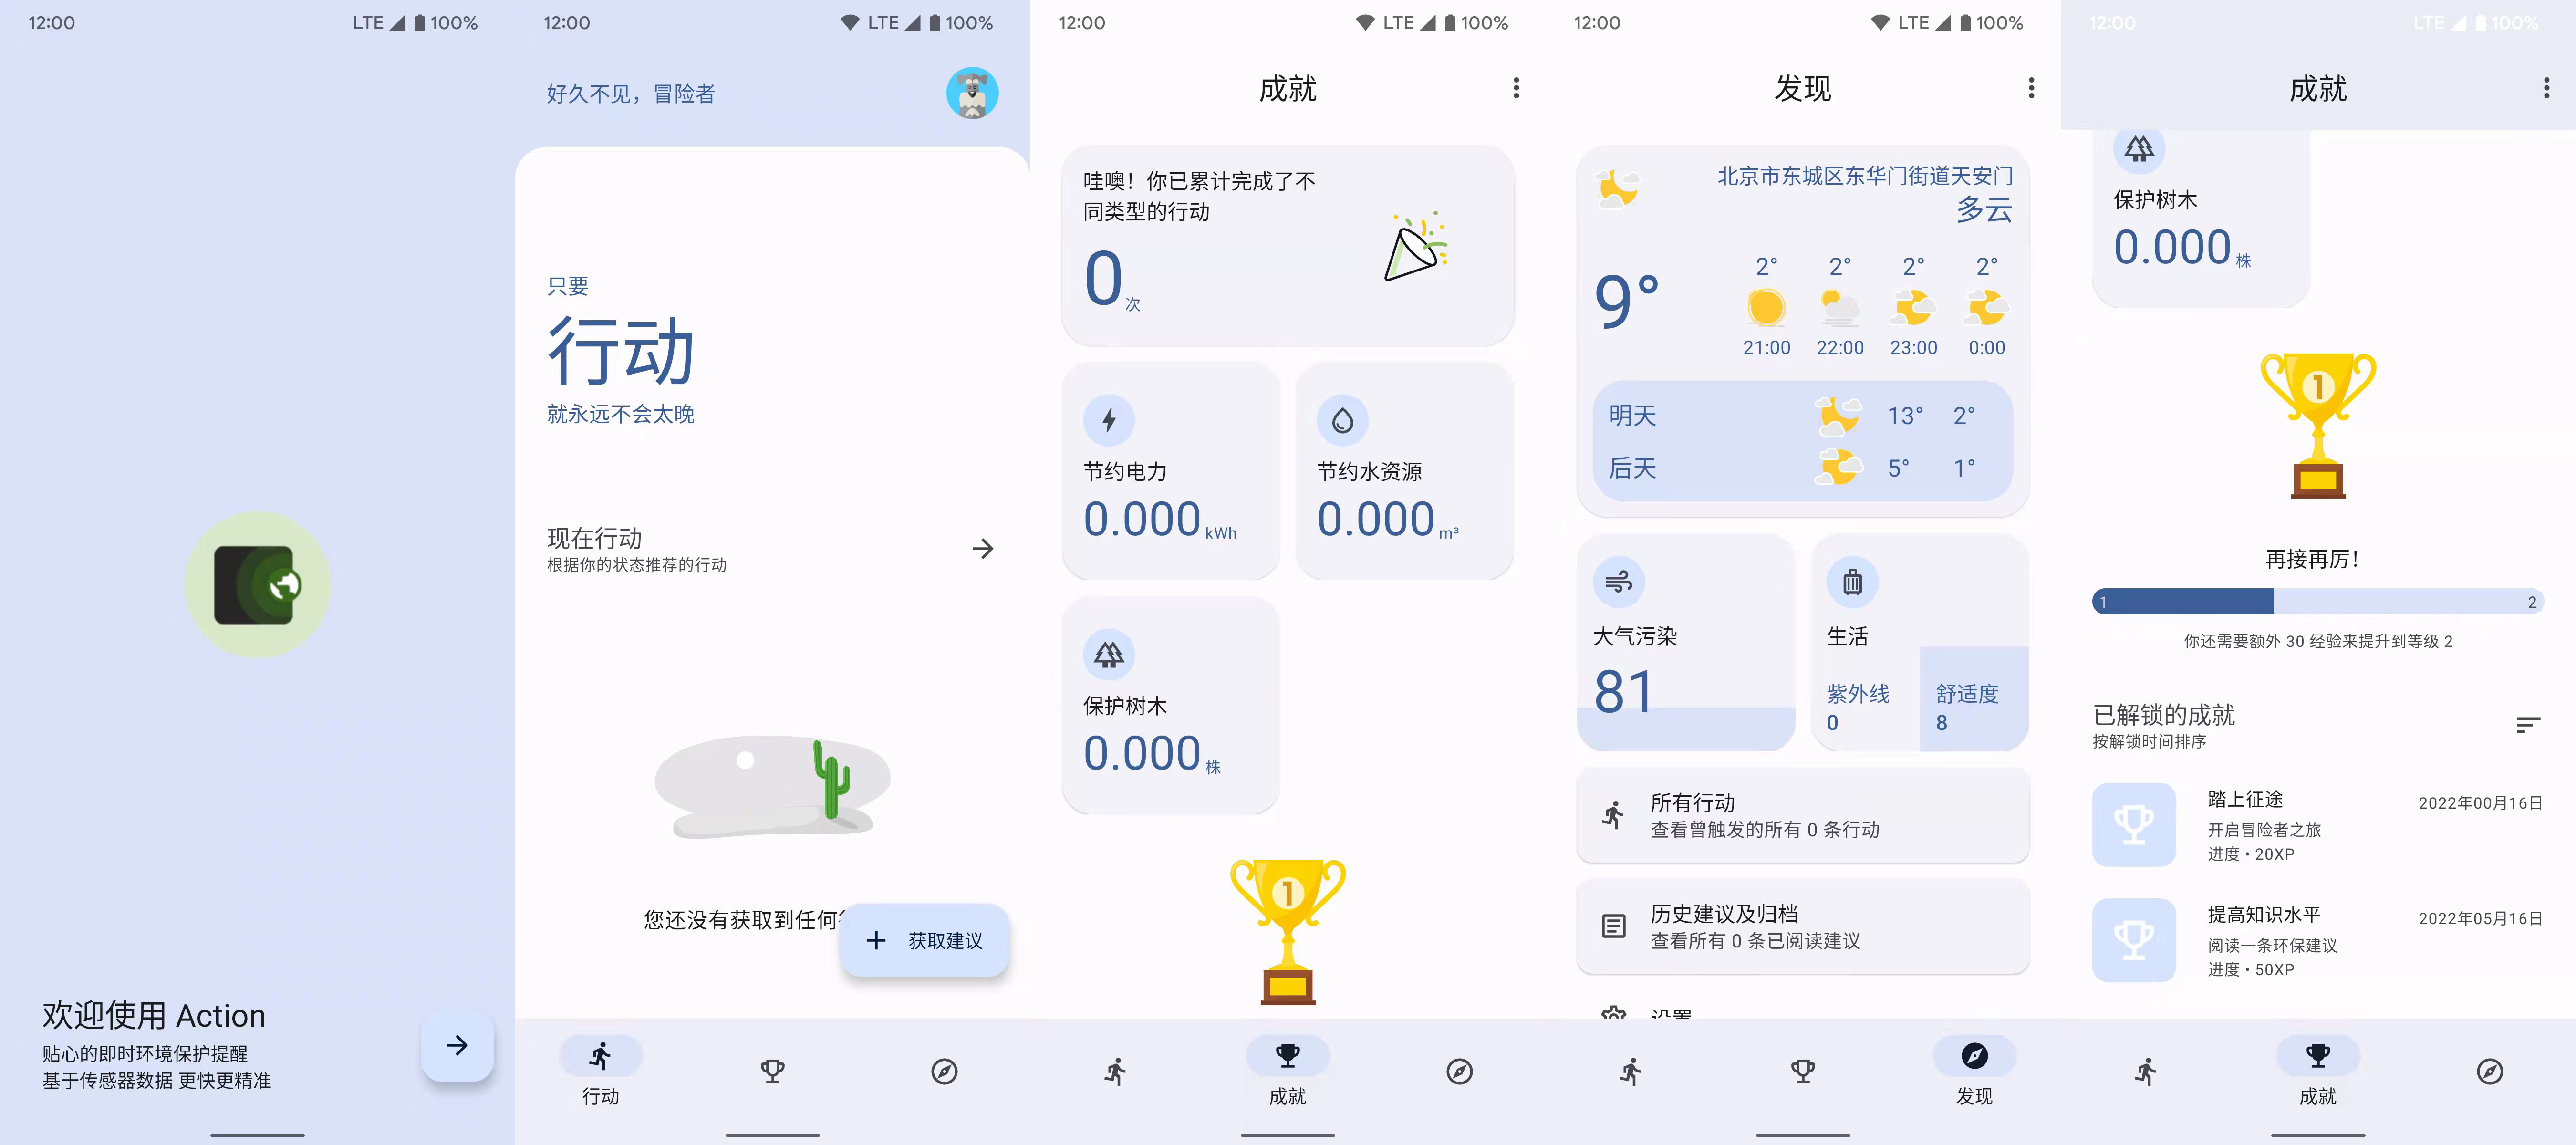 12:00
LTE 100%
欢迎使用 Action
贴心的即时环境保护提醒
基于传感器数据 更快更精准
12:00
LTE 100%
好久不见，冒险者
只要
行动
就永远不会太晚
现在行动
根据你的状态推荐的行动
您还没有获取到任何
获取建议
行动
12:00
LTE 100%
成就
哇噢！你已累计完成了不
同类型的行动
0次
节约电力
0.000 kWh
节约水资源
0.000 m³
保护树木
0.000 株
1
成就
12:00
LTE 100%
发现
北京市东城区东华门街道天安门
多云
9°
2° 2° 2° 2°
21:00 22:00 23:00 0:00
明天 13° 2°
后天 5° 1°
大气污染
81
生活
紫外线
0
舒适度
8
所有行动
查看曾触发的所有 0 条行动
历史建议及归档
查看所有 0 条已阅读建议
设置
发现
12:00
LTE 100%
成就
保护树木
0.000 株
1
再接再厉！
1 2
你还需要额外 30 经验来提升到等级 2
已解锁的成就
按解锁时间排序
踏上征途
2022年00月16日
开启冒险者之旅
进度 • 20XP
提高知识水平
2022年05月16日
阅读一条环保建议
进度 • 50XP
成就